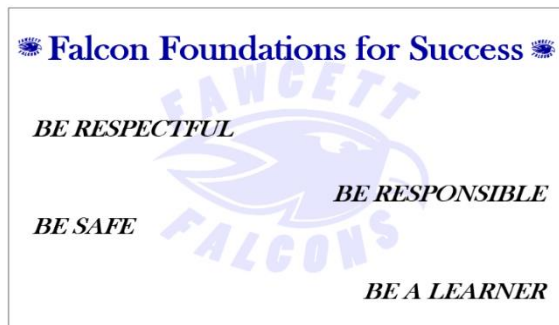 Falcon Foundations for Success
FAWCETT
BE RESPECTFUL
BE RESPONSIBLE
BE SAFE
FALCONS
BE A LEARNER